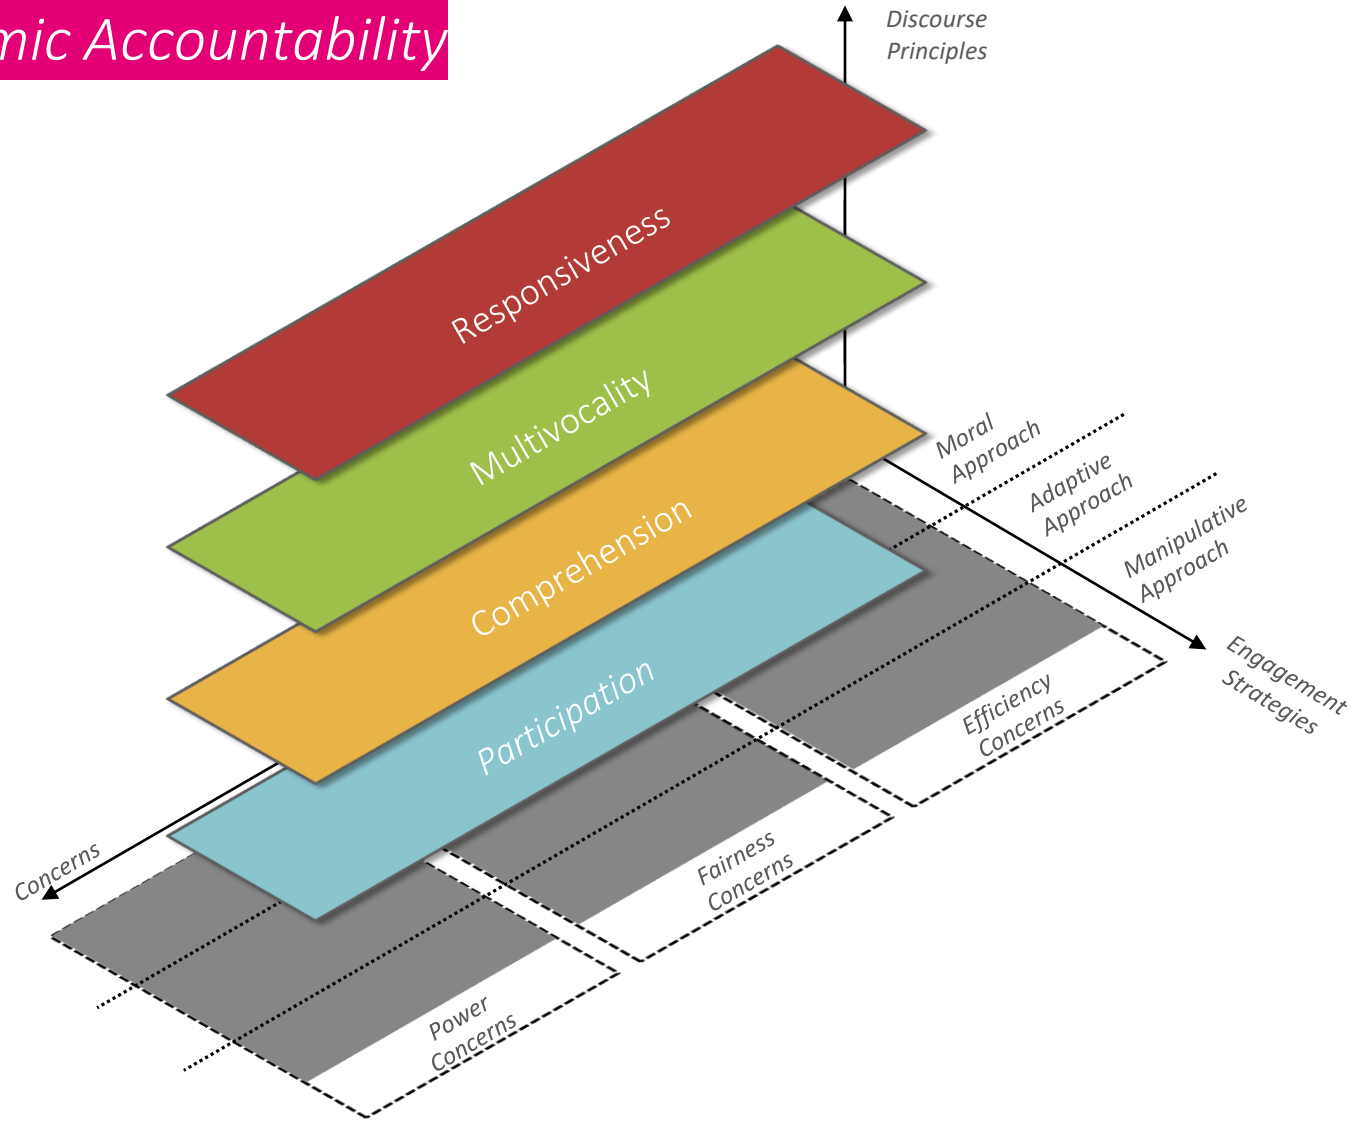 mic Accountability
Discourse
Principles
Responsiveness
Multivocality
Comprehension
Participation
Moral
Approach
Adaptive
Approach
Manipulative
Approach
Engagement
Strategies
Concerns
Efficiency
Concerns
Fairness
Concerns
Power
Concerns